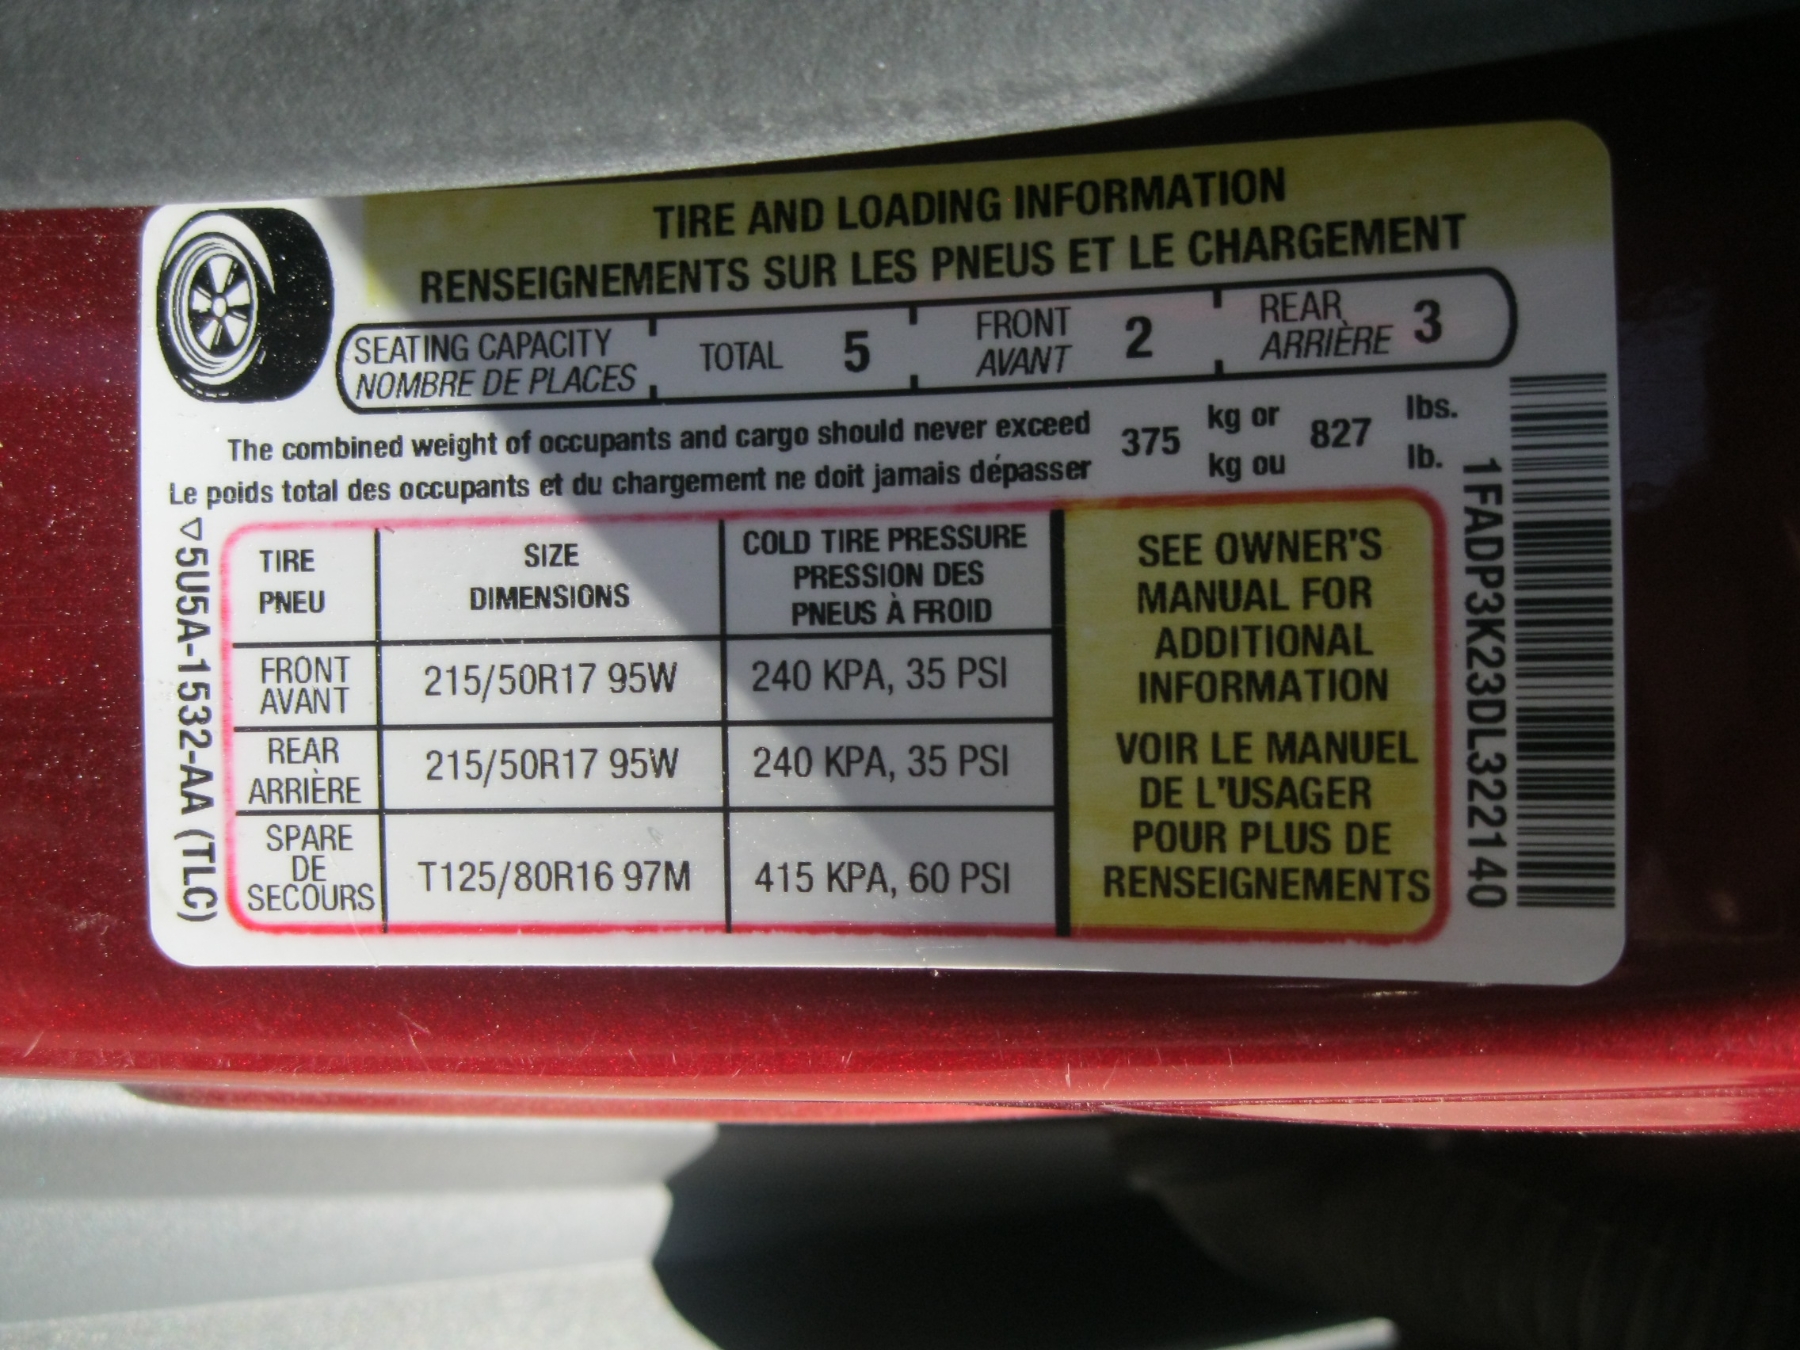 TIRE AND LOADING INFORMATION
RENSEIGNEMENTS SUR LES PNEUS ET LE CHARGEMENT
SEATING CAPACITY
NOMBRE DE PLACES
TOTAL 5
FRONT
AVANT
2
REAR
ARRIÈRE
3
The combined weight of occupants and cargo should never exceed
Le poids total des occupants et du chargement ne doit jamais dépasser
375
kg or
kg ou
827
lbs.
lb.
TIRE
PNEU
SIZE
DIMENSIONS
COLD TIRE PRESSURE
PRESSION DES
PNEUS À FROID
FRONT
AVANT
215/50R17 95W
240 KPA, 35 PSI
REAR
ARRIÈRE
215/50R17 95W
240 KPA, 35 PSI
SPARE
DE
SECOURS
T125/80R16 97M
415 KPA, 60 PSI
SEE OWNER'S
MANUAL FOR
ADDITIONAL
INFORMATION
VOIR LE MANUEL
DE L'USAGER
POUR PLUS DE
RENSEIGNEMENTS
5U5A-1532-AA (TLC)
1FADP3K23DL322140